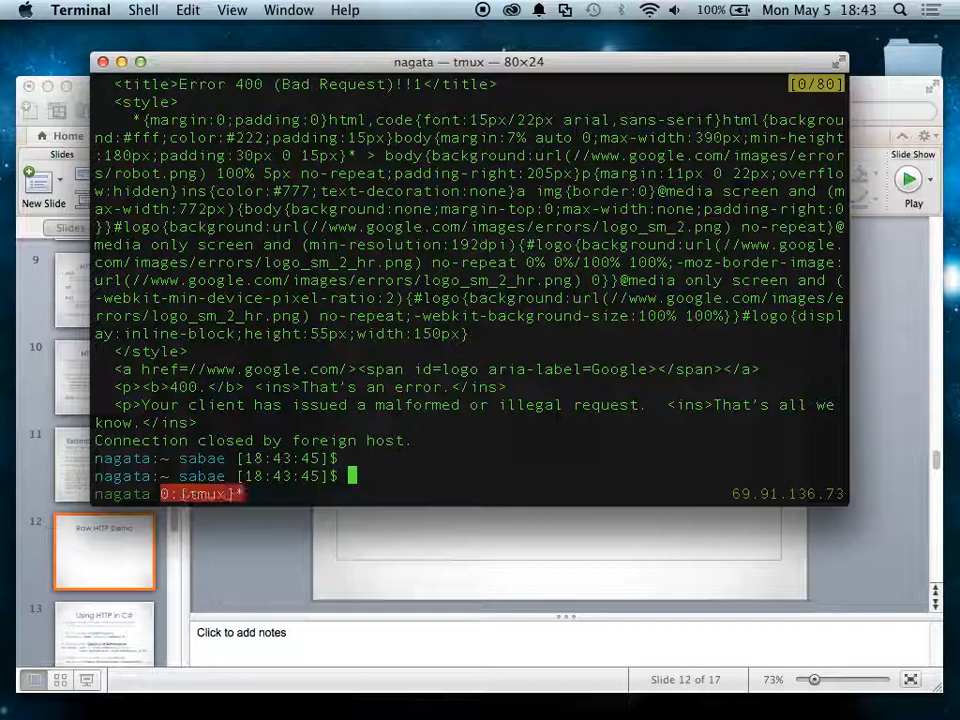 Terminal Shell Edit View Window Help 100% Mon May 5 18:43
nagata — tmux — 80×24
<title>Error 400 (Bad Request)!!1</title> [0/80]
<style>
*{margin:0;padding:0}html,code{font:15px/22px arial,sans-serif}html{backgrou
nd:#fff;color:#222;padding:15px}body{margin:7% auto 0;max-width:390px;min-height
:180px;padding:30px 0 15px}* > body{background:url(//www.google.com/images/error
s/robot.png) 100% 5px no-repeat;padding-right:205px}p{margin:11px 0 22px;overflo
w:hidden}ins{color:#777;text-decoration:none}a img{border:0}@media screen and (m
ax-width:772px){body{background:none;margin-top:0;max-width:none;padding-right:0
}}#logo{background:url(//www.google.com/images/errors/logo_sm_2.png) no-repeat}@
media only screen and (min-resolution:192dpi){#logo{background:url(//www.google.
com/images/errors/logo_sm_2_hr.png) no-repeat 0% 0%/100% 100%;-moz-border-image:
url(//www.google.com/images/errors/logo_sm_2_hr.png) 0}}@media only screen and (
-webkit-min-device-pixel-ratio:2){#logo{background:url(//www.google.com/images/e
rrors/logo_sm_2_hr.png) no-repeat;-webkit-background-size:100% 100%}}#logo{displ
ay:inline-block;height:55px;width:150px}
</style>
<a href=//www.google.com/><span id=logo aria-label=Google></span></a>
<p><b>400.</b> <ins>That's an error.</ins>
<p>Your client has issued a malformed or illegal request.  <ins>That's all we
know.</ins>
Connection closed by foreign host.
nagata:~ sabae [18:43:45]$
nagata:~ sabae [18:43:45]$
nagata 0:[tmux]* 69.91.136.73
Home
Slides
New Slide
Slides
Slide Show
Play
9
10
11
12
Raw HTTP Demo
13
Using HTTP in C#
Click to add notes
Slide 12 of 17 73%